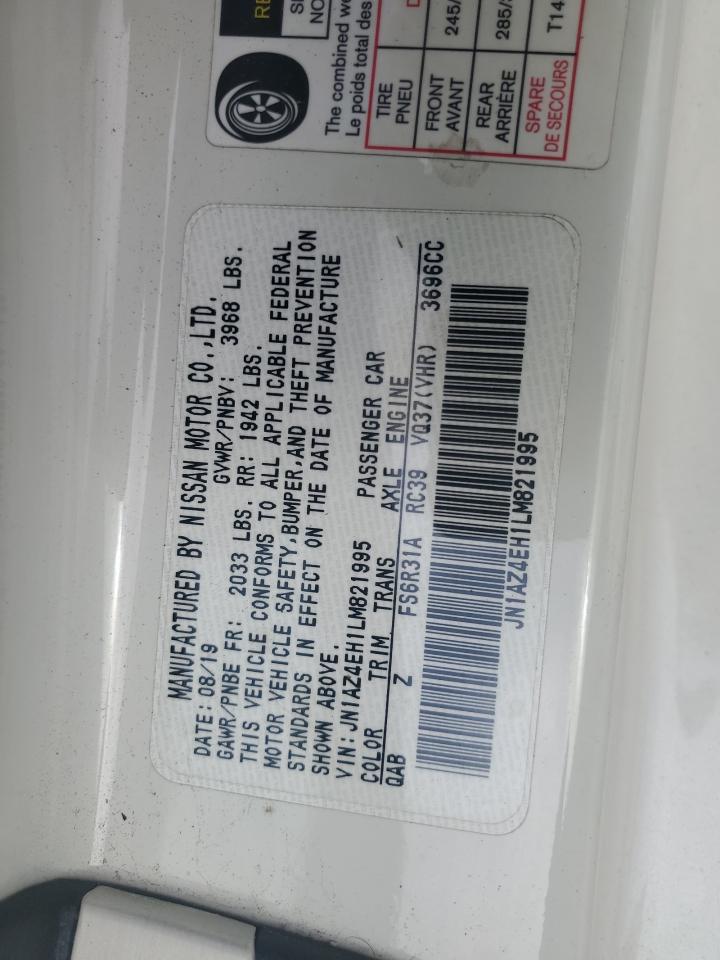 RE
The combined we
Le poids total des
TIRE
PNEU
FRONT
AVANT
245/
REAR
ARRIÈRE
285/
SPARE
DE SECOURS
T14
MANUFACTURED BY NISSAN MOTOR CO.,LTD.
DATE: 08/19 GVWR/PNBV: 3968 LBS.
GAWR/PNBE FR: 2033 LBS. RR: 1942 LBS.
THIS VEHICLE CONFORMS TO ALL APPLICABLE FEDERAL
MOTOR VEHICLE SAFETY,BUMPER,AND THEFT PREVENTION
STANDARDS IN EFFECT ON THE DATE OF MANUFACTURE
SHOWN ABOVE.
VIN:JN1AZ4EH1LM821995 PASSENGER CAR
COLOR TRIM TRANS AXLE ENGINE
QAB Z FS6R31A RC39 VQ37(VHR) 3696CC
JN1AZ4EH1LM821995